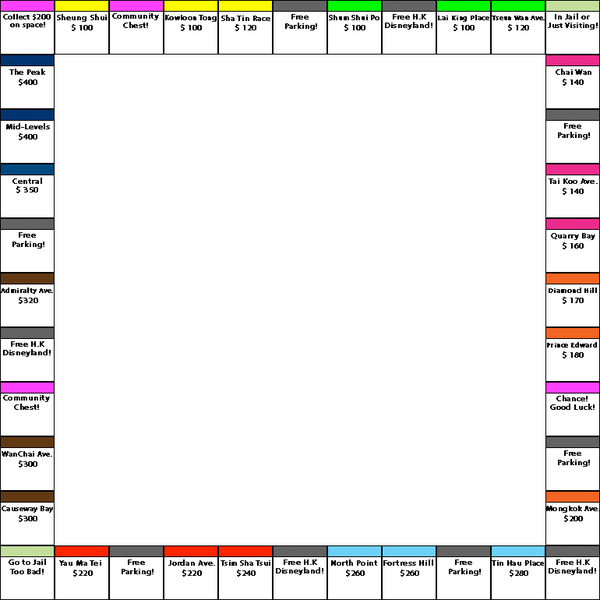 Collect $200
on space!
Sheung Shui
$ 100
Community
Chest!
Kowloon Tong
$ 100
Sha Tin Race
$ 120
Free
Parking!
Shum Shui Po
$ 100
Free H.K
Disneyland!
Lai King Place
$ 100
Tseun Wan Ave.
$ 120
In Jail or
Just Visiting!
Chai Wan
$ 140
Free
Parking!
Tai Koo Ave.
$ 140
Quarry Bay
$ 160
Diamond Hill
$ 170
Prince Edward
$ 180
Chance!
Good Luck!
Free
Parking!
Mongkok Ave.
$200
Free H.K
Disneyland!
Tin Hau Place
$280
Free
Parking!
Fortress Hill
$260
North Point
$260
Free H.K
Disneyland!
Tsim Sha Tsui
$240
Jordan Ave.
$220
Free
Parking!
Yau Ma Tei
$220
Go to Jail
Too Bad!
Causeway Bay
$300
WanChai Ave.
$300
Community
Chest!
Free H.K
Disneyland!
Admiralty Ave.
$320
Free
Parking!
Central
$ 350
Mid-Levels
$400
The Peak
$400